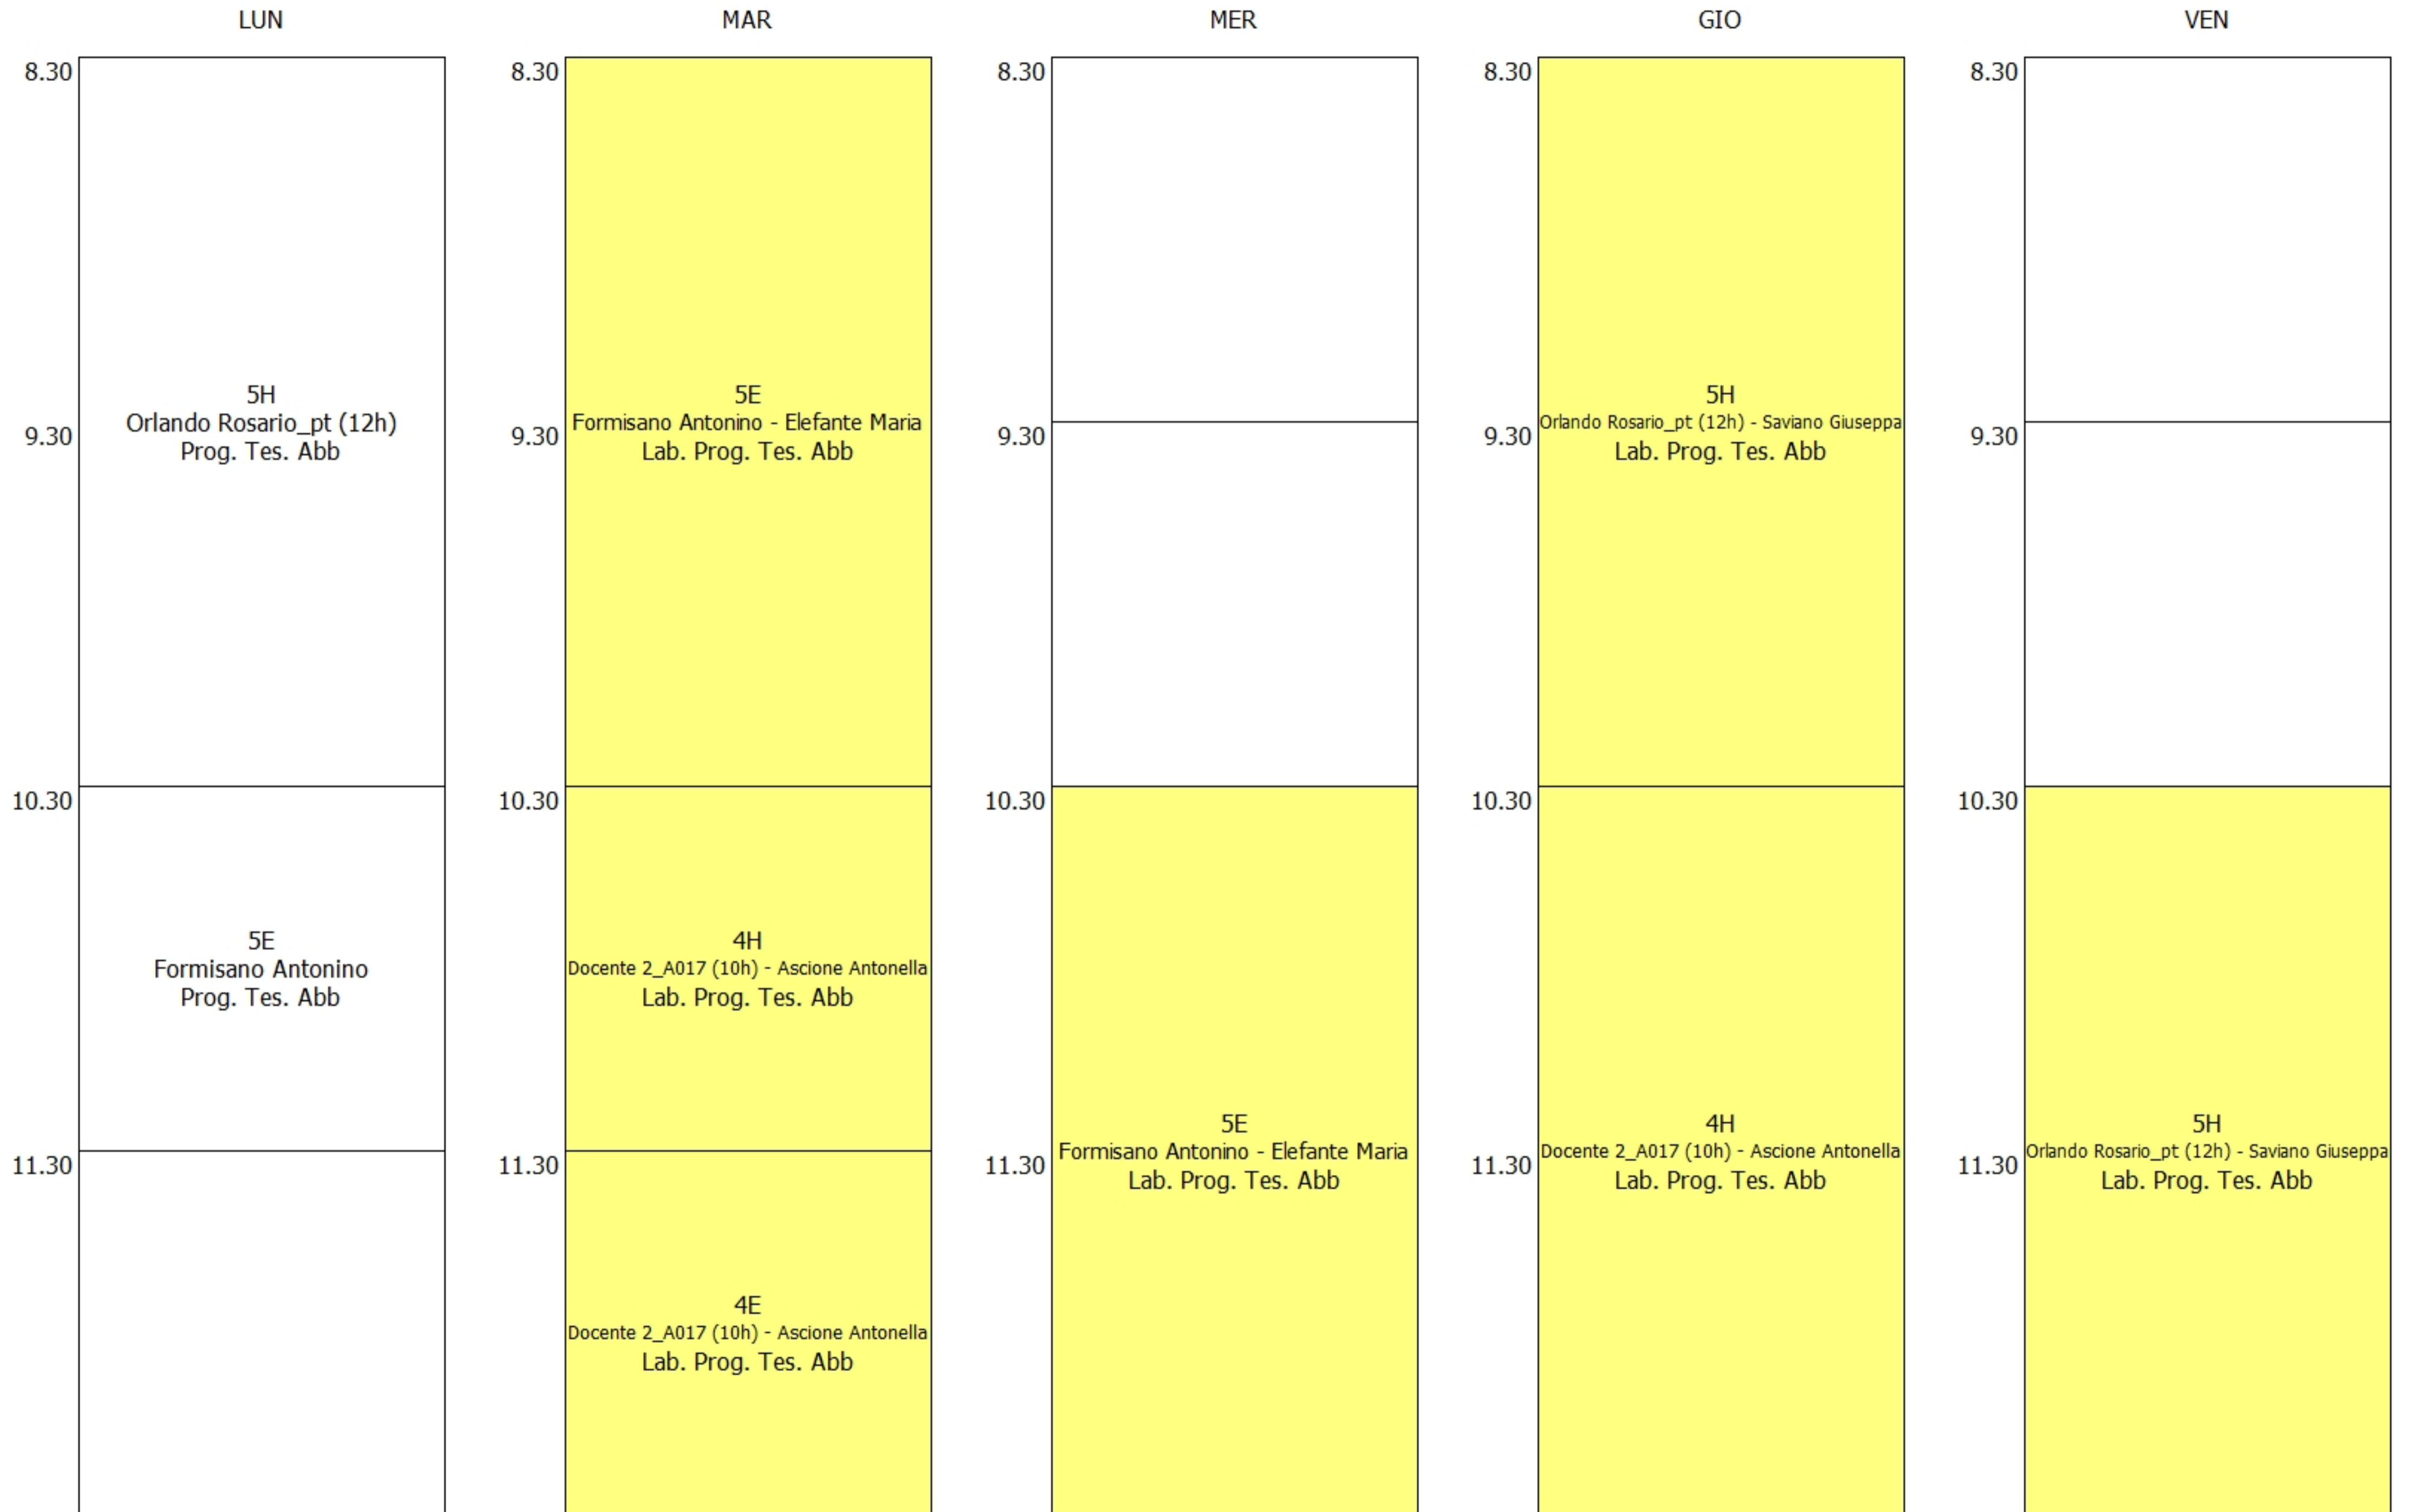 LUN
MAR
MER
GIO
VEN
8.30
5H
Orlando Rosario_pt (12h)
9.30
Prog. Tes. Abb
10.30
5E
Formisano Antonino
Prog. Tes. Abb
11.30
8.30
5E
Formisano Antonino - Elefante Maria
9.30
Lab. Prog. Tes. Abb
10.30
4H
Docente 2_A017 (10h) - Ascione Antonella
Lab. Prog. Tes. Abb
11.30
4E
Docente 2_A017 (10h) - Ascione Antonella
Lab. Prog. Tes. Abb
8.30
9.30
10.30
5E
Formisano Antonino - Elefante Maria
11.30
Lab. Prog. Tes. Abb
8.30
5H
Orlando Rosario_pt (12h) - Saviano Giuseppa
9.30
Lab. Prog. Tes. Abb
10.30
4H
Docente 2_A017 (10h) - Ascione Antonella
11.30
Lab. Prog. Tes. Abb
8.30
9.30
10.30
5H
Orlando Rosario_pt (12h) - Saviano Giuseppa
11.30
Lab. Prog. Tes. Abb